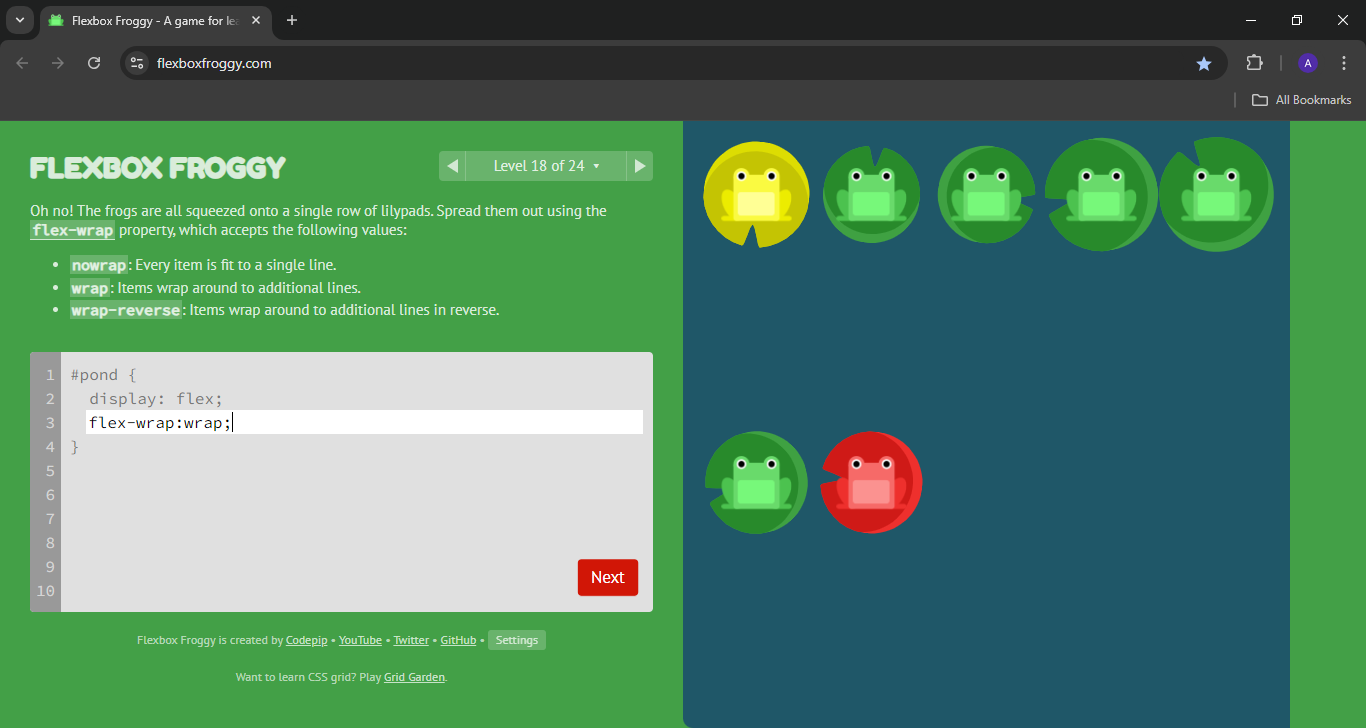 Flexbox Froggy - A game for le
flexboxfroggy.com
A
All Bookmarks
FLEXBOX FROGGY
Level 18 of 24
Oh no! The frogs are all squeezed onto a single row of lilypads. Spread them out using the
flex-wrap property, which accepts the following values:
• nowrap: Every item is fit to a single line.
• wrap: Items wrap around to additional lines.
• wrap-reverse: Items wrap around to additional lines in reverse.
1 #pond {
2 display: flex;
3 flex-wrap:wrap;
4 }
5
6
7
8
9
10
Next
Flexbox Froggy is created by Codepip • YouTube • Twitter • GitHub • Settings
Want to learn CSS grid? Play Grid Garden.